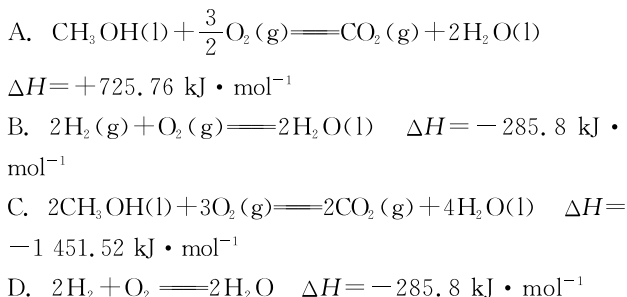 A. CH₃OH(l)+3/2O₂(g)═══CO₂(g)+2H₂O(l)
ΔH=+725.76 kJ·mol⁻¹
B. 2H₂(g)+O₂(g)═══2H₂O(l) ΔH=-285.8 kJ·
mol⁻¹
C. 2CH₃OH(l)+3O₂(g)═══2CO₂(g)+4H₂O(l) ΔH=
-1 451.52 kJ·mol⁻¹
D. 2H₂+O₂═══2H₂O ΔH=-285.8 kJ·mol⁻¹